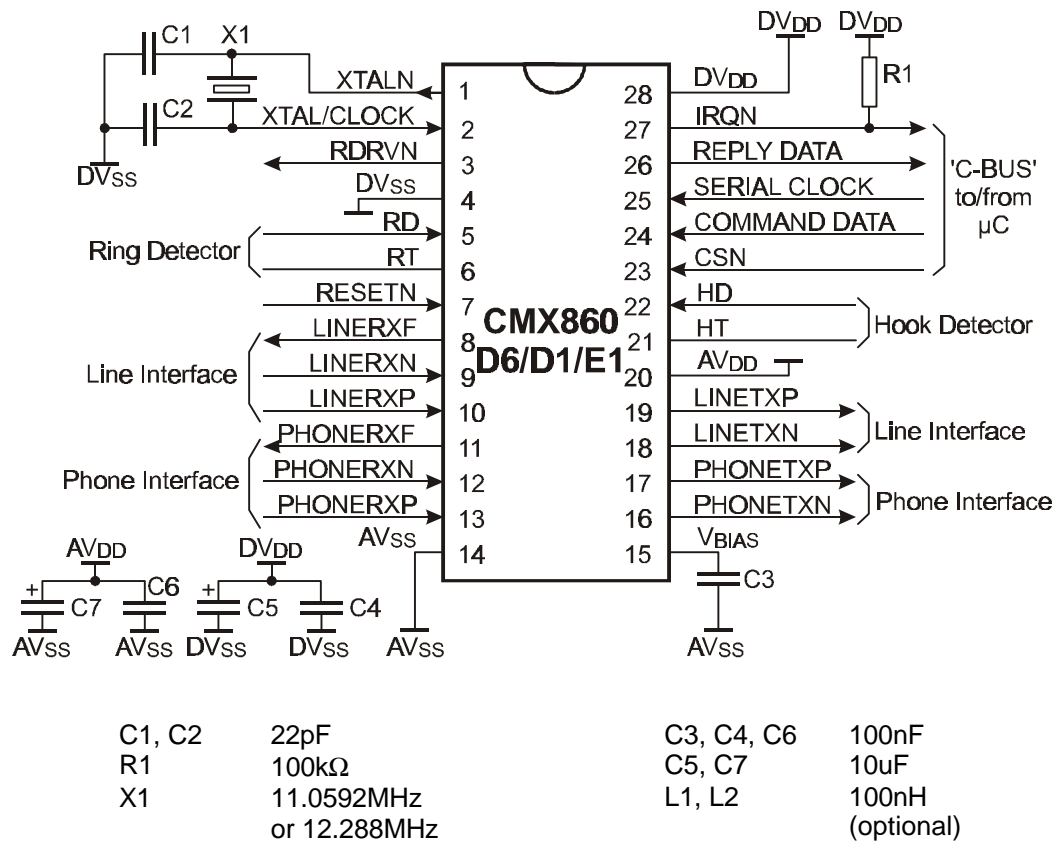 C1
X1
C2
DVSS
XTALN
XTAL/CLOCK
RDRVN
DVSS
RD
RT
Ring Detector
RESETN
LINERXF
LINERXN
LINERXP
Line Interface
PHONERXF
PHONERXN
PHONERXP
Phone Interface
AVSS
AVSS
1
2
3
4
5
6
7
8
9
10
11
12
13
14
CMX860
D6/D1/E1
28
27
26
25
24
23
22
21
20
19
18
17
16
15
DVDD
DVDD
DVDD
R1
IRQN
REPLY DATA
SERIAL CLOCK
COMMAND DATA
CSN
'C-BUS'
to/from
µC
HD
HT
Hook Detector
AVDD
LINETXP
LINETXN
Line Interface
PHONETXP
PHONETXN
Phone Interface
VBIAS
C3
AVSS
AVDD
+
C7
C6
AVSS
AVSS
DVDD
+
C5
C4
DVSS
DVSS
C1, C2 22pF
R1 100kΩ
X1 11.0592MHz
or 12.288MHz
C3, C4, C6 100nF
C5, C7 10uF
L1, L2 100nH
(optional)